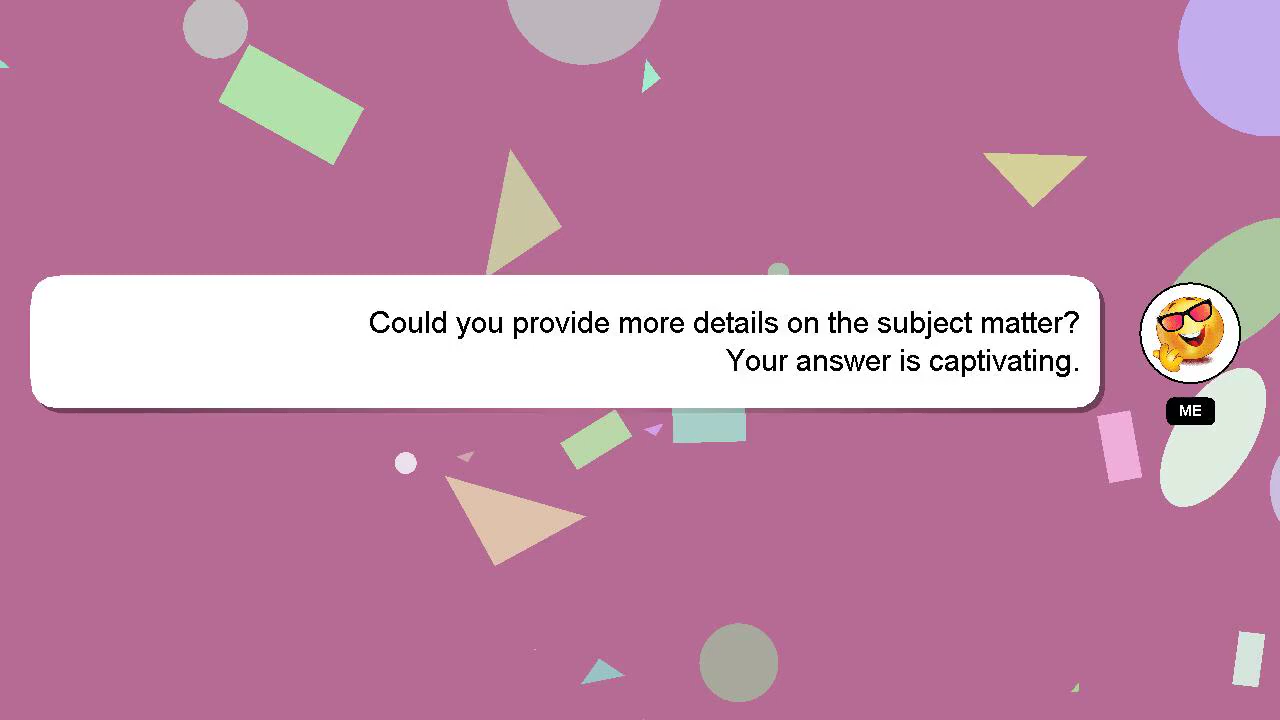 Could you provide more details on the subject matter?
Your answer is captivating.
ME